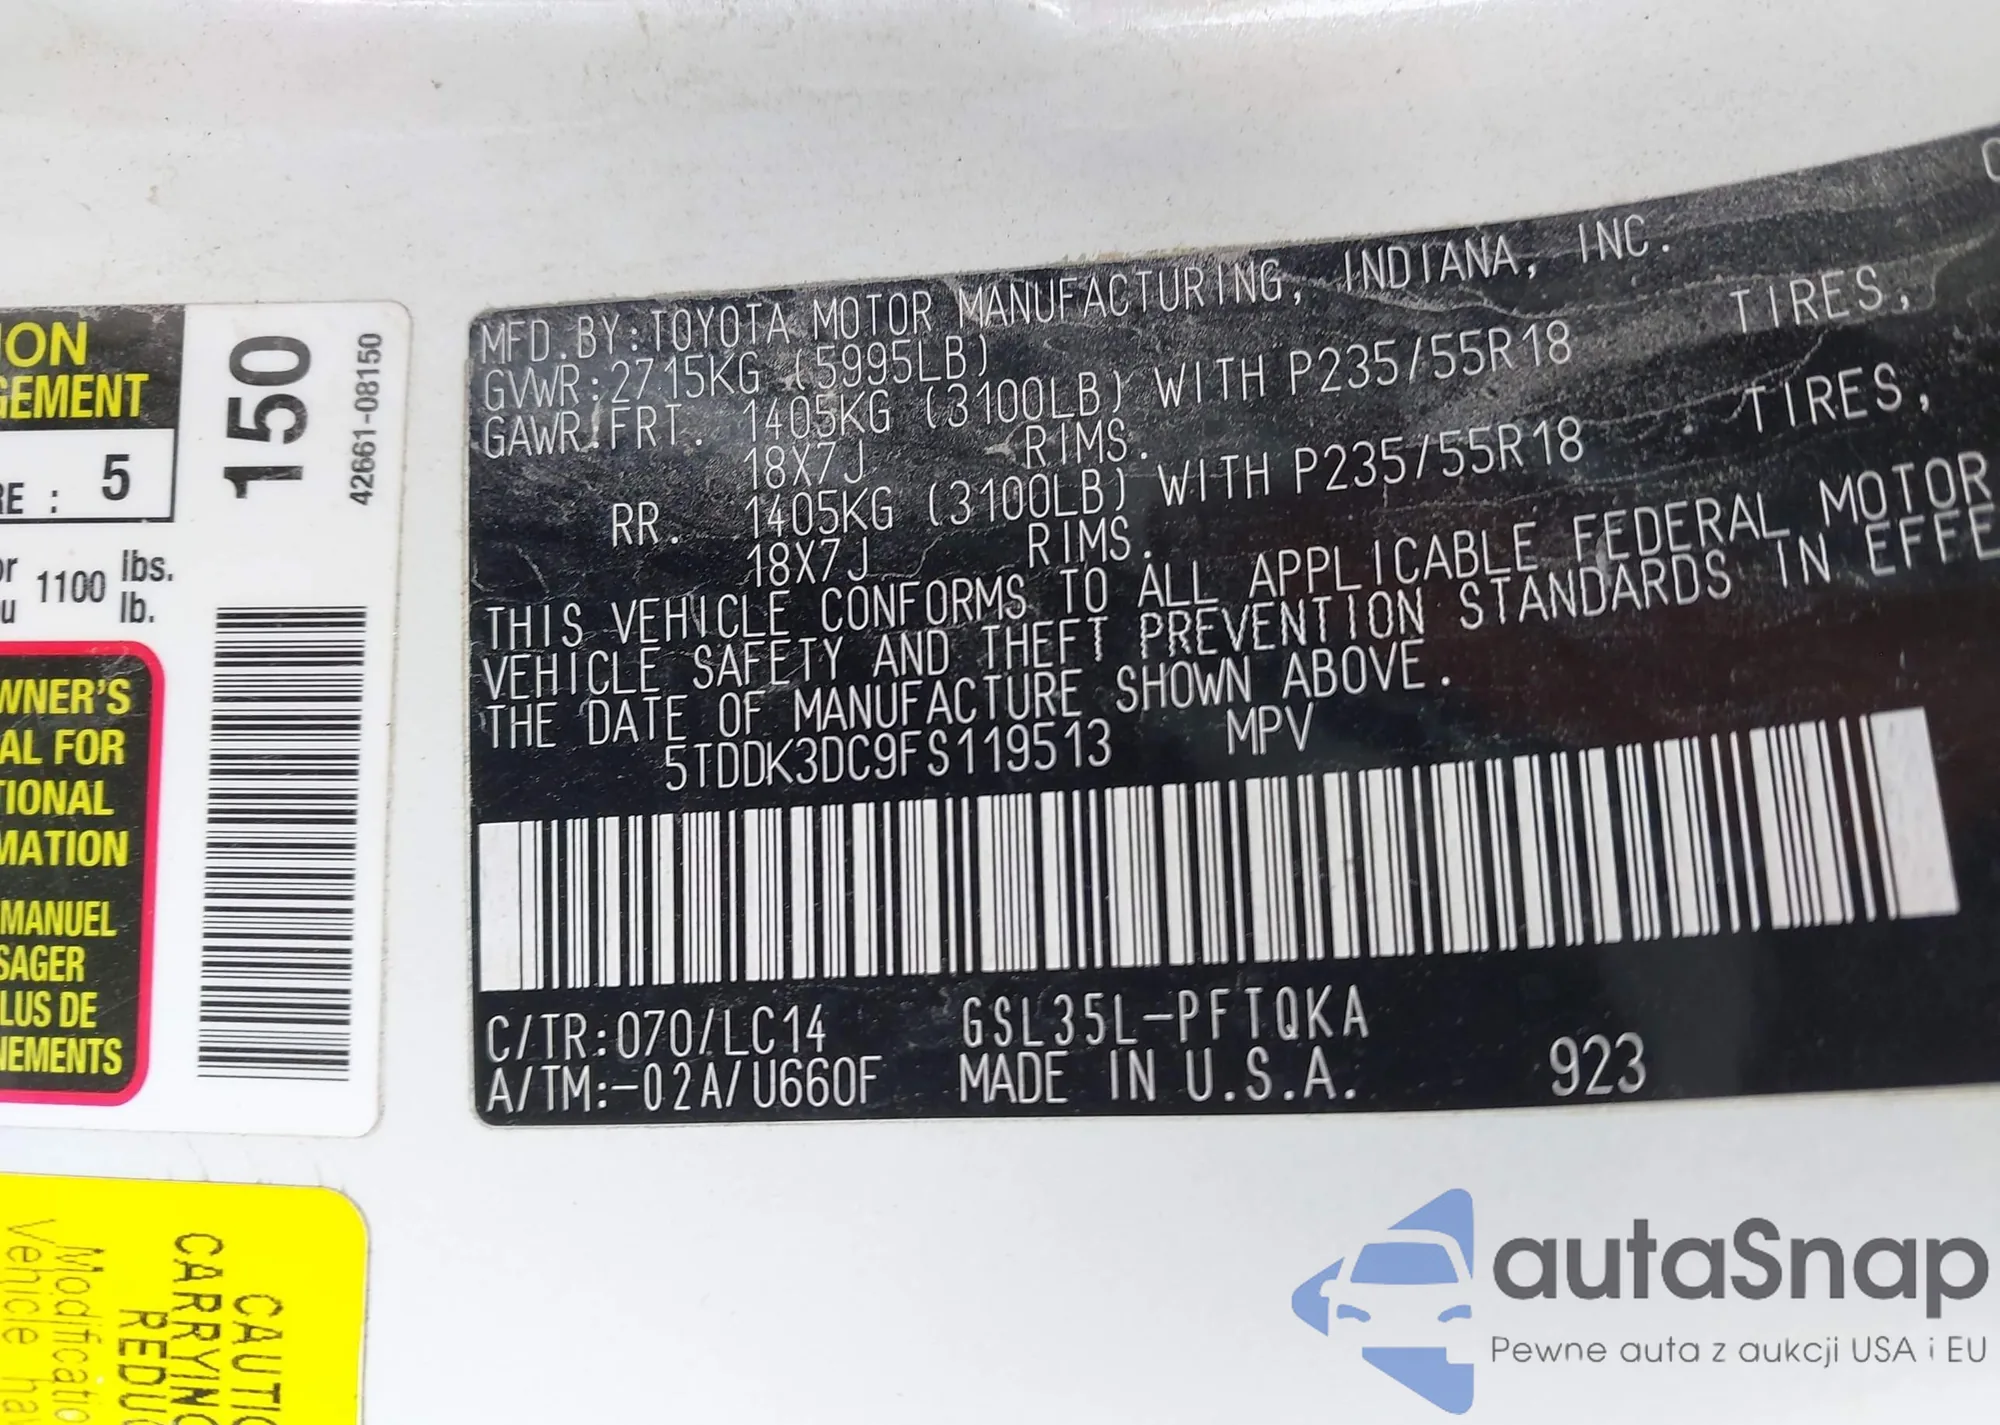 MFD.BY:TOYOTA MOTOR MANUFACTURING, INDIANA, INC.
GVWR:2715KG (5995LB)
GAWR:FRT. 1405KG (3100LB) WITH P235/55R18 TIRES,
18X7J RIMS.
RR. 1405KG (3100LB) WITH P235/55R18 TIRES,
18X7J RIMS.
THIS VEHICLE CONFORMS TO ALL APPLICABLE FEDERAL MOTOR
VEHICLE SAFETY AND THEFT PREVENTION STANDARDS IN EFFE
THE DATE OF MANUFACTURE SHOWN ABOVE.
5TDDK3DC9FS119513 MPV
C/TR:070/LC14 GSL35L-PFTQKA
A/TM:-02A/U660F MADE IN U.S.A. 923
ION
GEMENT
RE : 5
or 1100 lbs.
u lb.
150
42661-08150
WNER'S
AL FOR
TIONAL
MATION
MANUEL
SAGER
LUS DE
NEMENTS
CAUTIO
CARRYING
REDUC
Modificatio
Vehicle hav
autaSnap
Pewne auta z aukcji USA i EU